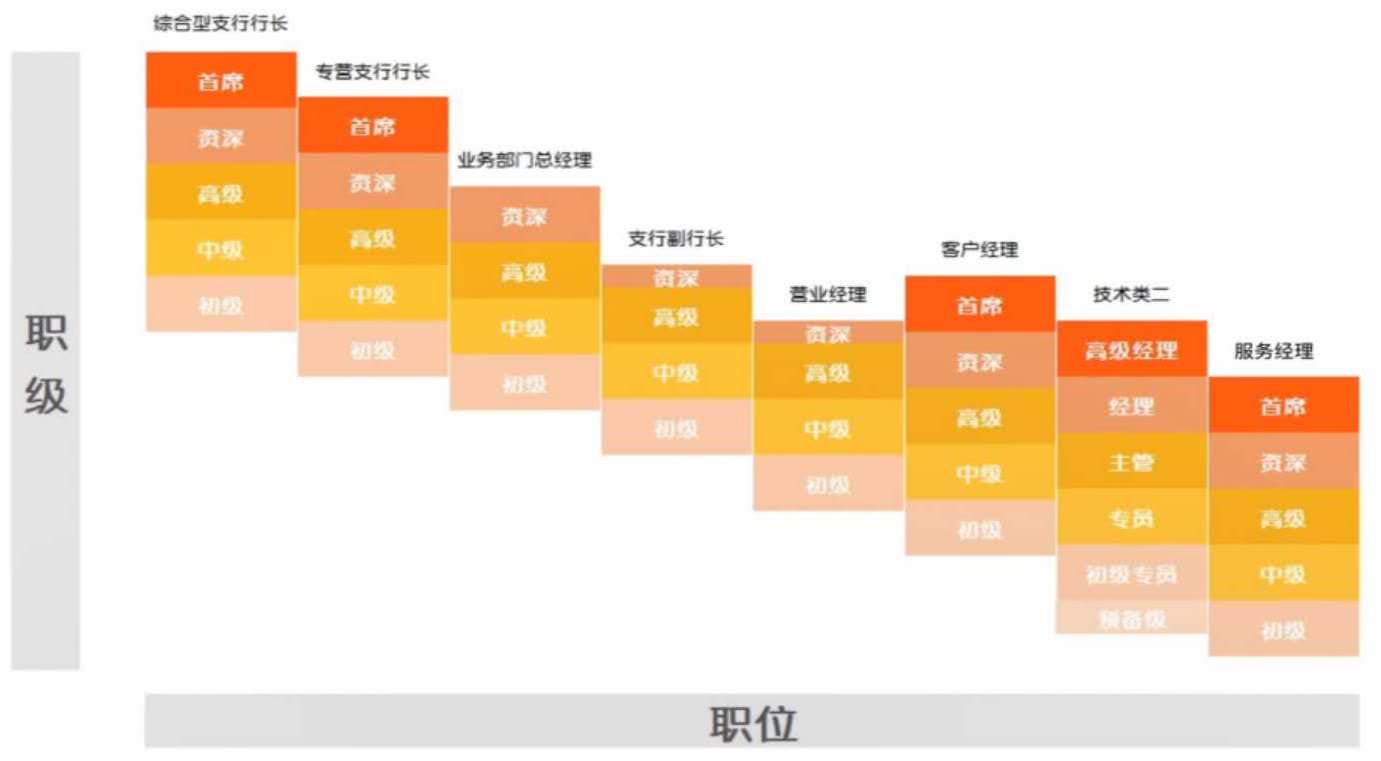 综合型支行行长
首席
资深
高级
中级
初级
专营支行行长
首席
资深
高级
中级
初级
业务部门总经理
资深
高级
中级
初级
支行副行长
资深
高级
中级
初级
营业经理
资深
高级
中级
初级
客户经理
首席
资深
高级
中级
初级
技术类二
高级经理
经理
主管
专员
初级专员
预备级
服务经理
首席
资深
高级
中级
初级
职级
职位